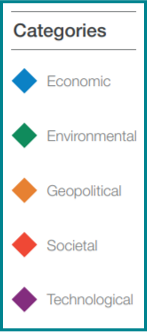 Categories
Economic
Environmental
Geopolitical
Societal
Technological